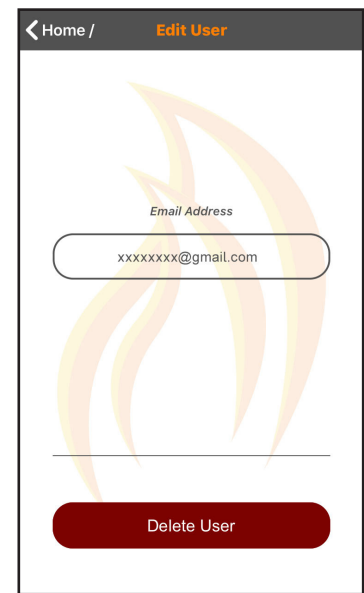 Home / Edit User
Email Address
xxxxxxxx@gmail.com
Delete User